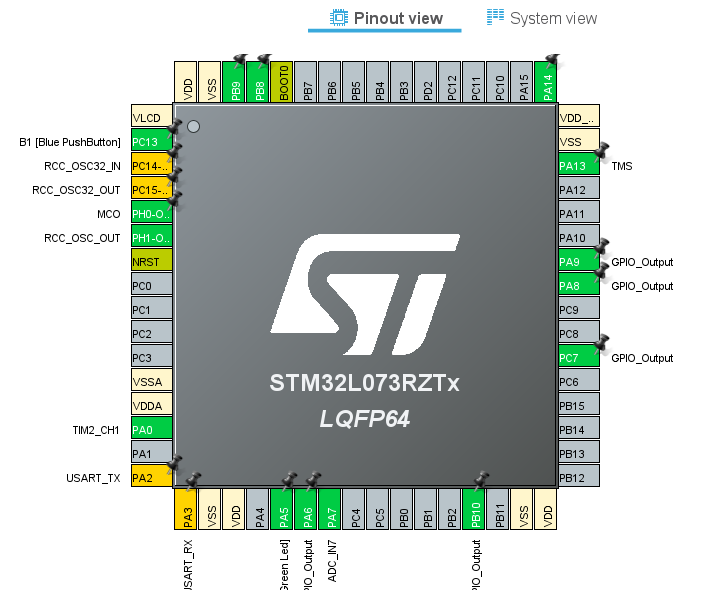 Pinout view
System view
VDD
VSS
PB9
PB8
BOOT0
PB7
PB6
PB5
PB4
PB3
PD2
PC12
PC11
PC10
PA15
PA14
VLCD
B1 [Blue PushButton] PC13
RCC_OSC32_IN PC14-..
RCC_OSC32_OUT PC15-..
MCO PH0-O..
RCC_OSC_OUT PH1-O..
NRST
PC0
PC1
PC2
PC3
VSSA
VDDA
TIM2_CH1 PA0
PA1
USART_TX PA2
VDD_..
VSS
PA13 TMS
PA12
PA11
PA10
PA9 GPIO_Output
PA8 GPIO_Output
PC9
PC8
PC7 GPIO_Output
PC6
PB15
PB14
PB13
PB12
ST
STM32L073RZTx
LQFP64
PA3
VSS
VDD
PA4
PA5
PA6
PA7
PC4
PC5
PB0
PB1
PB2
PB10
PB11
VSS
VDD
USART_RX
Green Led]
PIO_Output
ADC_IN7
PIO_Output